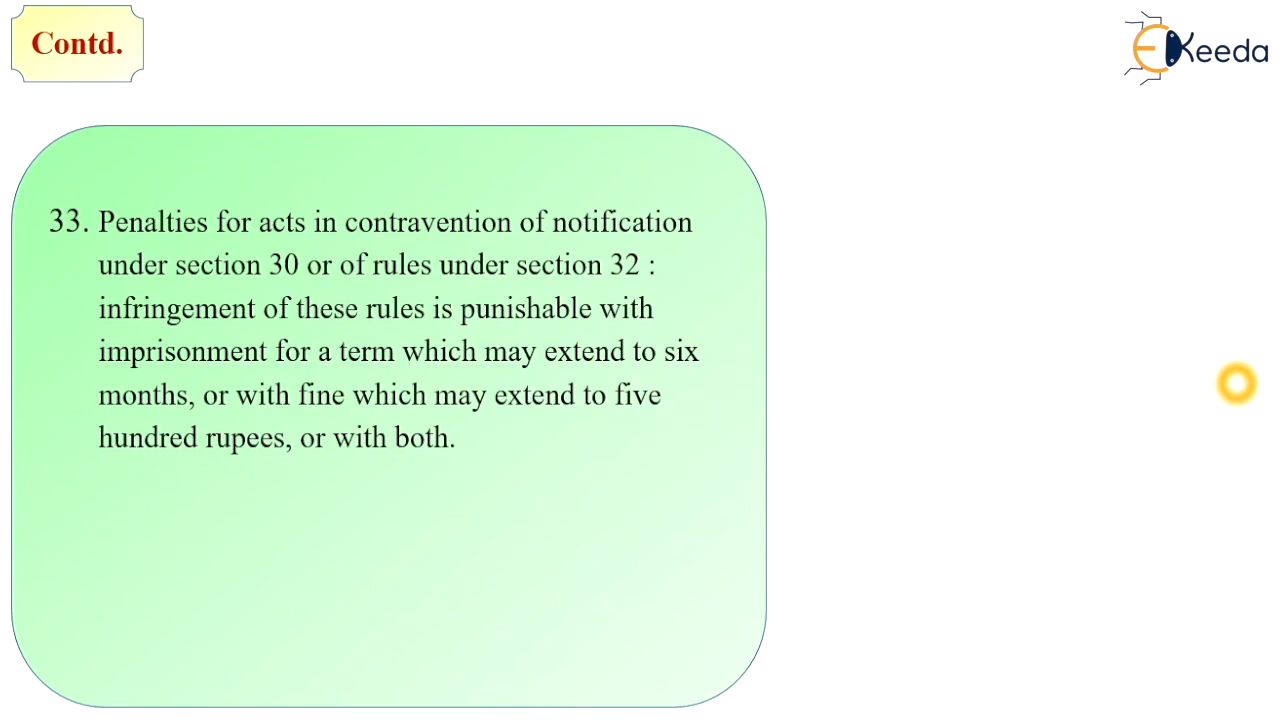 Contd.
EKeeda
33. Penalties for acts in contravention of notification
under section 30 or of rules under section 32 :
infringement of these rules is punishable with
imprisonment for a term which may extend to six
months, or with fine which may extend to five
hundred rupees, or with both.